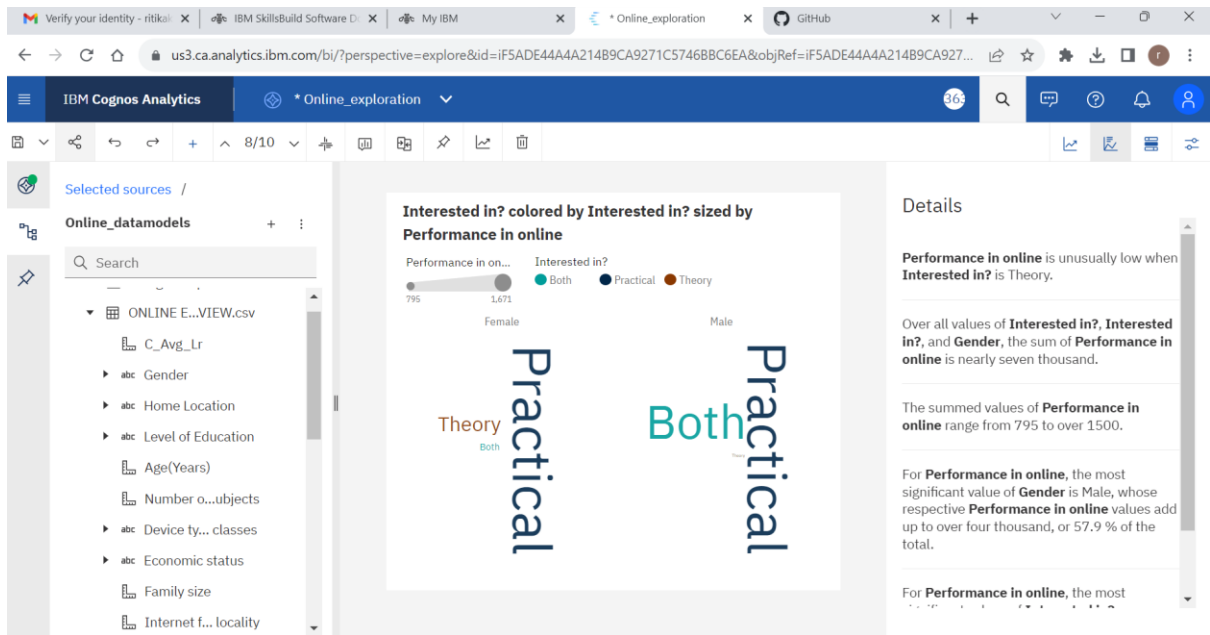 Verify your identity - ritikal
IBM SkillsBuild Software D
My IBM
* Online_exploration
GitHub
us3.ca.analytics.ibm.com/bi/?perspective=explore&id=iF5ADE44A4A214B9CA9271C5746BBC6EA&objRef=iF5ADE44A4A214B9CA927...
r
IBM Cognos Analytics
* Online_exploration
363
8/10
Selected sources /
Online_datamodels
Search
ONLINE E...VIEW.csv
C_Avg_Lr
abc Gender
abc Home Location
abc Level of Education
Age(Years)
Number o...ubjects
abc Device ty... classes
abc Economic status
Family size
Internet f... locality
Interested in? colored by Interested in? sized by
Performance in online
Performance in on...
795
1,671
Interested in?
Both
Practical
Theory
Female
Practical
Theory
Both
Male
Both
Practical
Theory
Details
Performance in online is unusually low when
Interested in? is Theory.
Over all values of Interested in?, Interested
in?, and Gender, the sum of Performance in
online is nearly seven thousand.
The summed values of Performance in
online range from 795 to over 1500.
For Performance in online, the most
significant value of Gender is Male, whose
respective Performance in online values add
up to over four thousand, or 57.9 % of the
total.
For Performance in online, the most